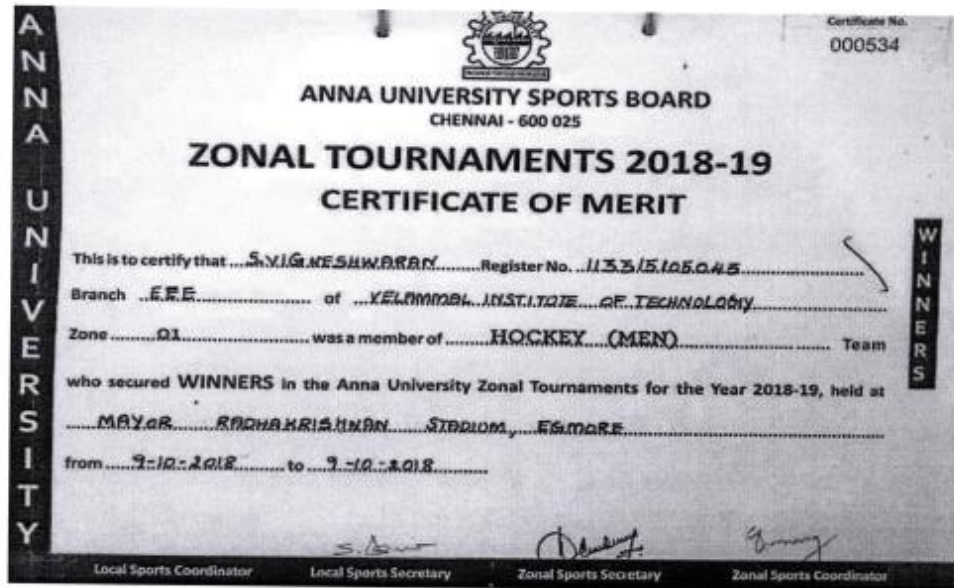 ANNA UNIVERSITY
Certificate No.
000534
ANNA UNIVERSITY SPORTS BOARD
CHENNAI - 600 025
ZONAL TOURNAMENTS 2018-19
CERTIFICATE OF MERIT
WINNERS
This is to certify that S.VIGNESHWARAN Register No. 113315105045
Branch EEE of VELAMMAL INSTITUTE OF TECHNOLOGY
Zone 01 was a member of HOCKEY (MEN) Team
who secured WINNERS in the Anna University Zonal Tournaments for the Year 2018-19, held at
MAYOR RADHAKRISHNAN STADIUM, EGMORE
from 9-10-2018 to 9-10-2018
Local Sports Coordinator Local Sports Secretary Zonal Sports Secretary Zonal Sports Coordinator